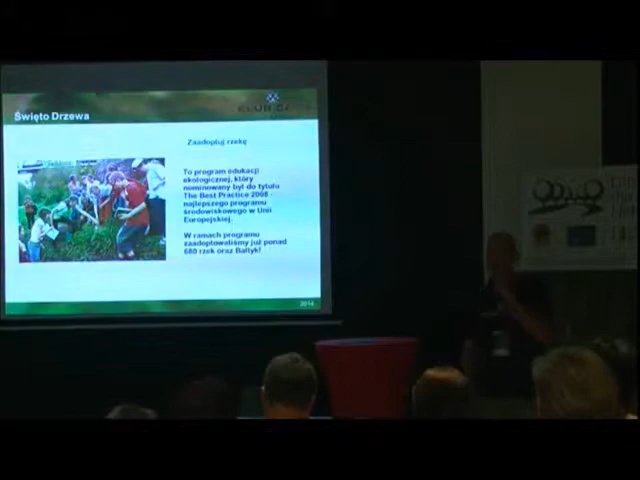 Święto Drzewa
Zaadoptuj rzekę
To program edukacji
ekologicznej, który
nominowany był do tytułu
The Best Practice 2008 -
najlepszego programu
środowiskowego w Unii
Europejskiej.
W ramach programu
zaadoptowaliśmy już ponad
680 rzek oraz Bałtyk!
2014